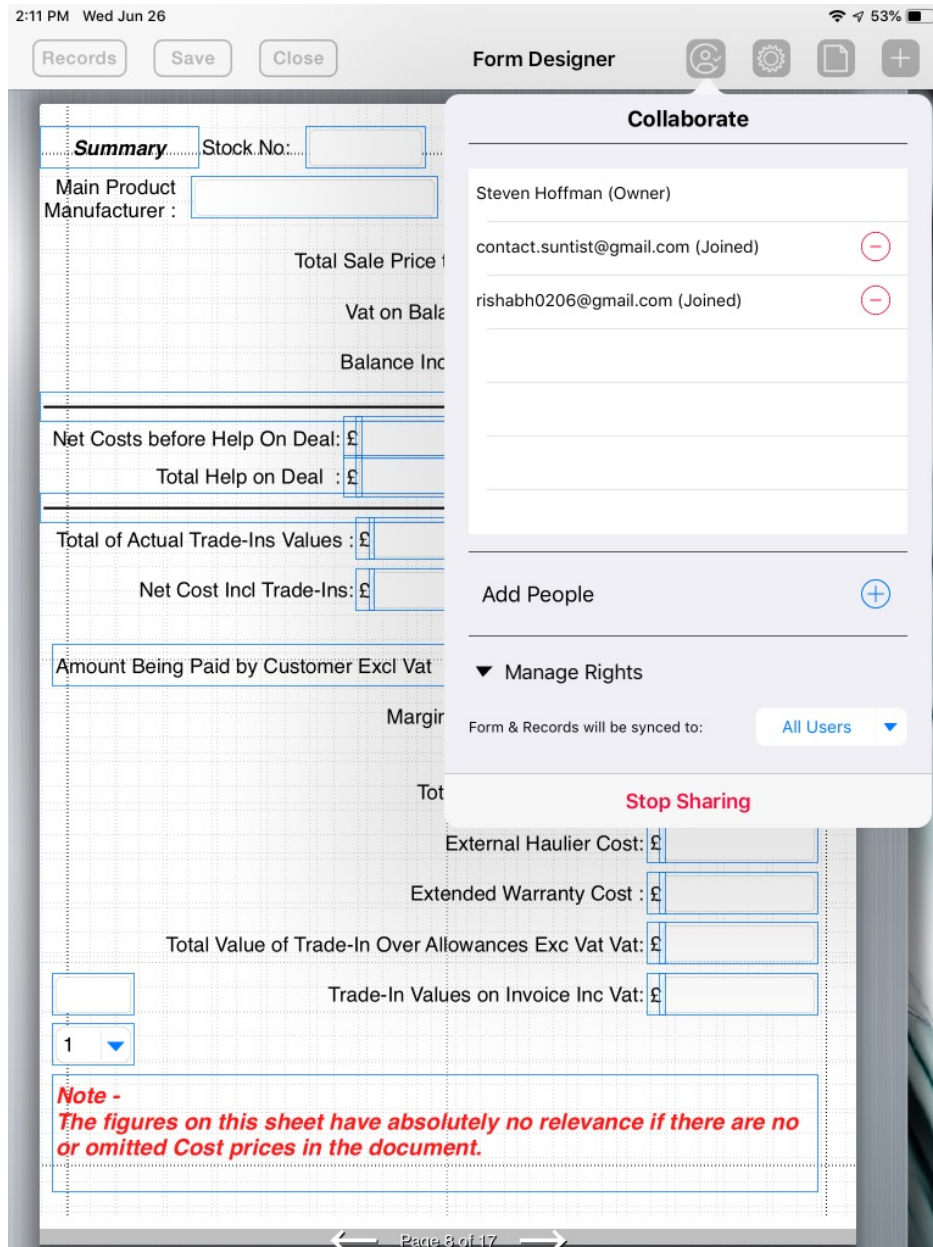 2:11 PM Wed Jun 26 53%
Records Save Close Form Designer
Collaborate
Summary Stock No:
Steven Hoffman (Owner)
Main Product
Manufacturer :
contact.suntist@gmail.com (Joined)
Total Sale Price
rishabh0206@gmail.com (Joined)
Vat on Bala
Balance Inc
Net Costs before Help On Deal: £
Total Help on Deal : £
Total of Actual Trade-Ins Values : £
Net Cost Incl Trade-Ins: £
Add People
Amount Being Paid by Customer Excl Vat
Manage Rights
Margin
Form & Records will be synced to: All Users
Tot
Stop Sharing
External Haulier Cost: £
Extended Warranty Cost : £
Total Value of Trade-In Over Allowances Exc Vat Vat: £
Trade-In Values on Invoice Inc Vat: £
1
Note -
The figures on this sheet have absolutely no relevance if there are no
or omitted Cost prices in the document.
Page 8 of 17